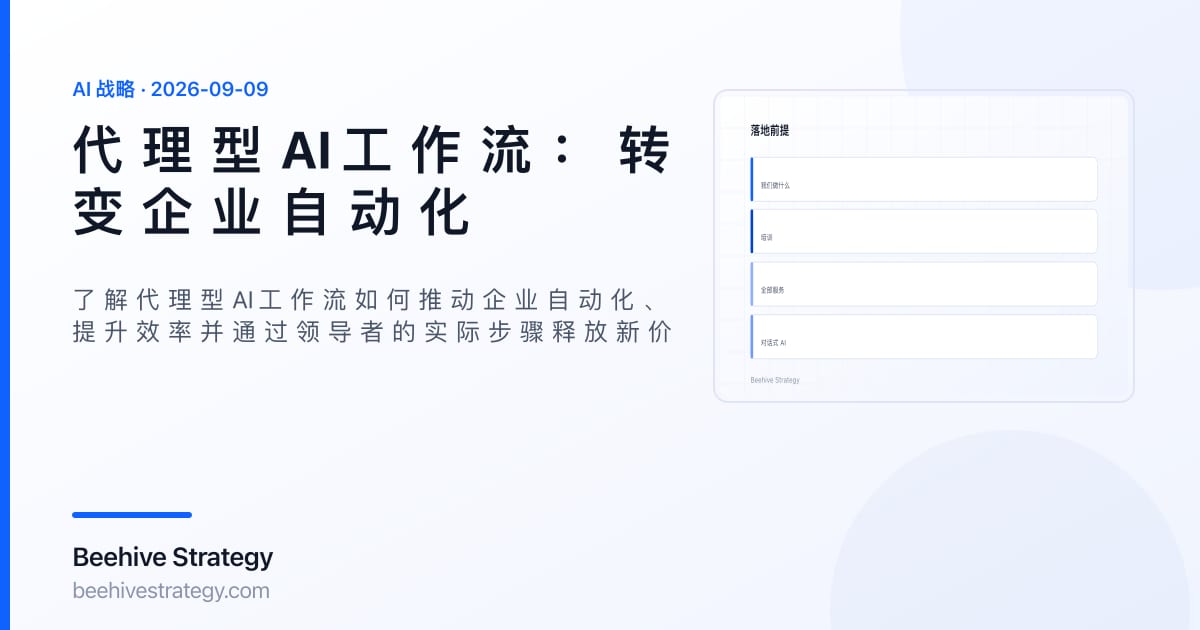 AI 战略 · 2026-09-09
代理型AI工作流：转
变企业自动化
了解代理型AI工作流如何推动企业自动化、
提升效率并通过领导者的实际步骤释放新价
落地前提
我们做什么
培训
全部服务
对话式 AI
Beehive Strategy
Beehive Strategy
beehivestrategy.com